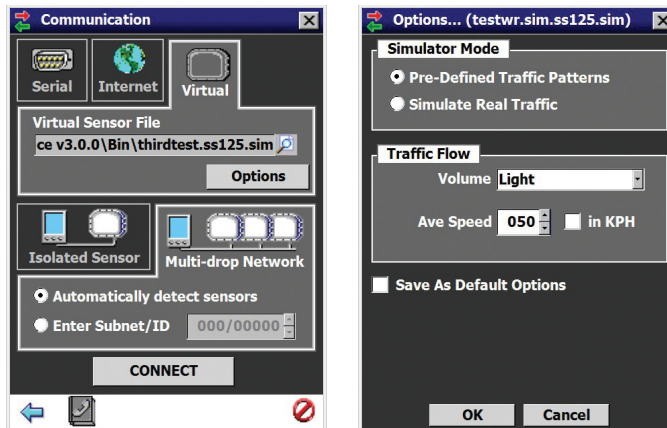 Communication
Serial
Internet
Virtual
Virtual Sensor File
ce v3.0.0\Bin\thirdtest.ss125.sim
Options
Isolated Sensor
Multi-drop Network
Automatically detect sensors
Enter Subnet/ID
000/00000
CONNECT
Options... (testwr.sim.ss125.sim)
Simulator Mode
Pre-Defined Traffic Patterns
Simulate Real Traffic
Traffic Flow
Volume Light
Ave Speed 050 in KPH
Save As Default Options
OK Cancel